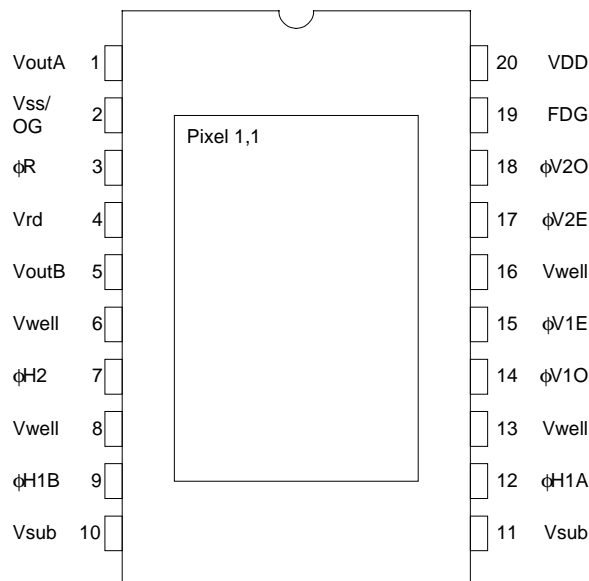 VoutA 1 20 VDD
Vss/
OG 2 19 FDG
Pixel 1,1
ϕR 3 18 ϕV2O
Vrd 4 17 ϕV2E
VoutB 5 16 Vwell
Vwell 6 15 ϕV1E
ϕH2 7 14 ϕV1O
Vwell 8 13 Vwell
ϕH1B 9 12 ϕH1A
Vsub 10 11 Vsub